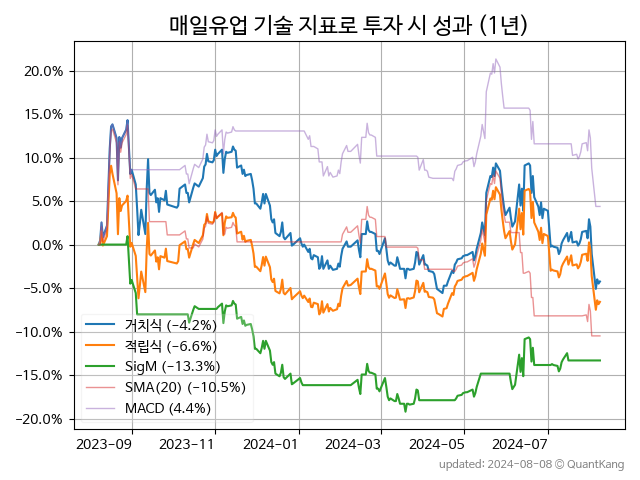 매일유업 기술 지표로 투자 시 성과 (1년)
20.0%
15.0%
10.0%
5.0%
0.0%
−5.0%
−10.0%
−15.0%
−20.0%
거치식 (−4.2%)
적립식 (−6.6%)
SigM (−13.3%)
SMA(20) (−10.5%)
MACD (4.4%)
2023-09 2023-11 2024-01 2024-03 2024-05 2024-07
updated: 2024-08-08 © QuantKang